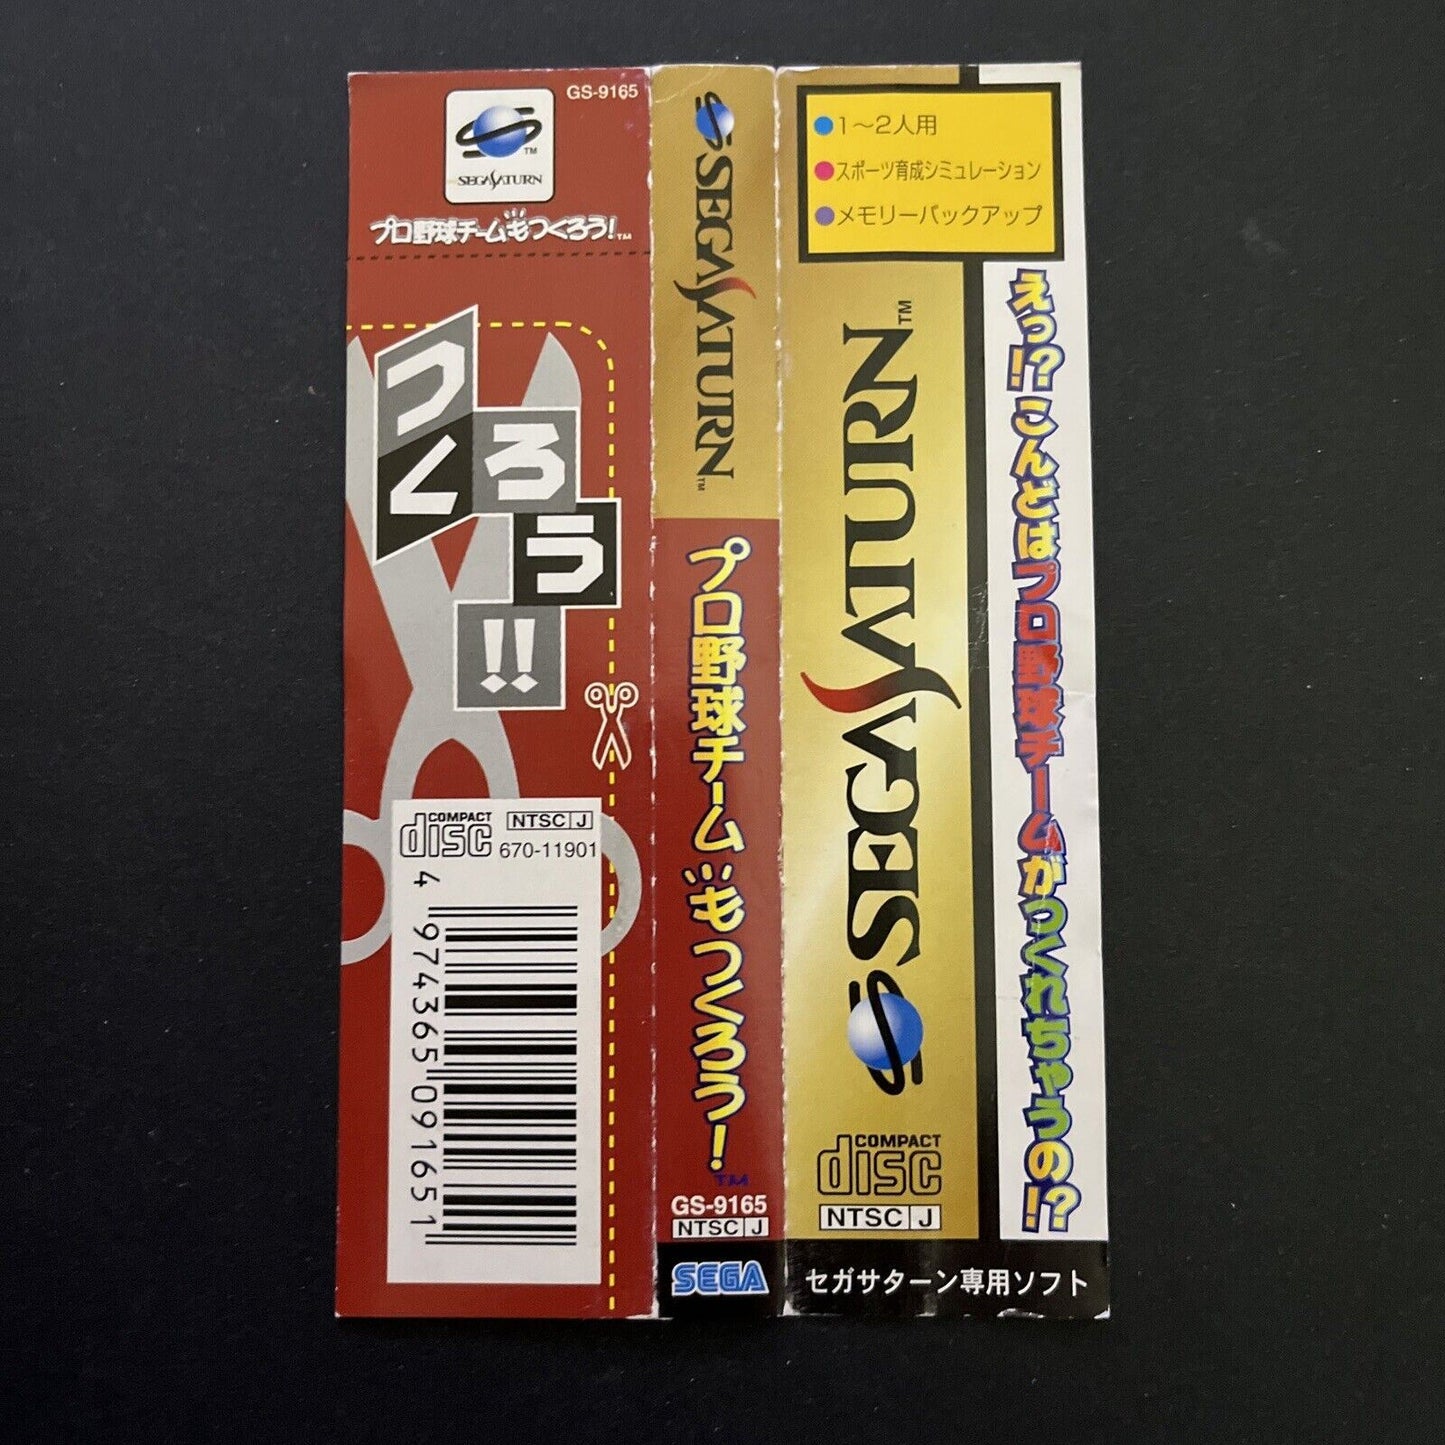 GS-9165
SEGA SATURN
TM
プロ野球チームもつくろう!
TM
つくろう!!
COMPACT
disc
NTSC J
670-11901
4 974365 091651
SEGA SATURN
TM
プロ野球チームもつくろう!
TM
GS-9165
NTSC J
SEGA
●1〜2人用
●スポーツ育成シミュレーション
●メモリーバックアップ
SEGA SATURN
TM
COMPACT
disc
NTSC J
えっ!? こんどはプロ野球チームがつくれちゃうの!?
セガサターン専用ソフト